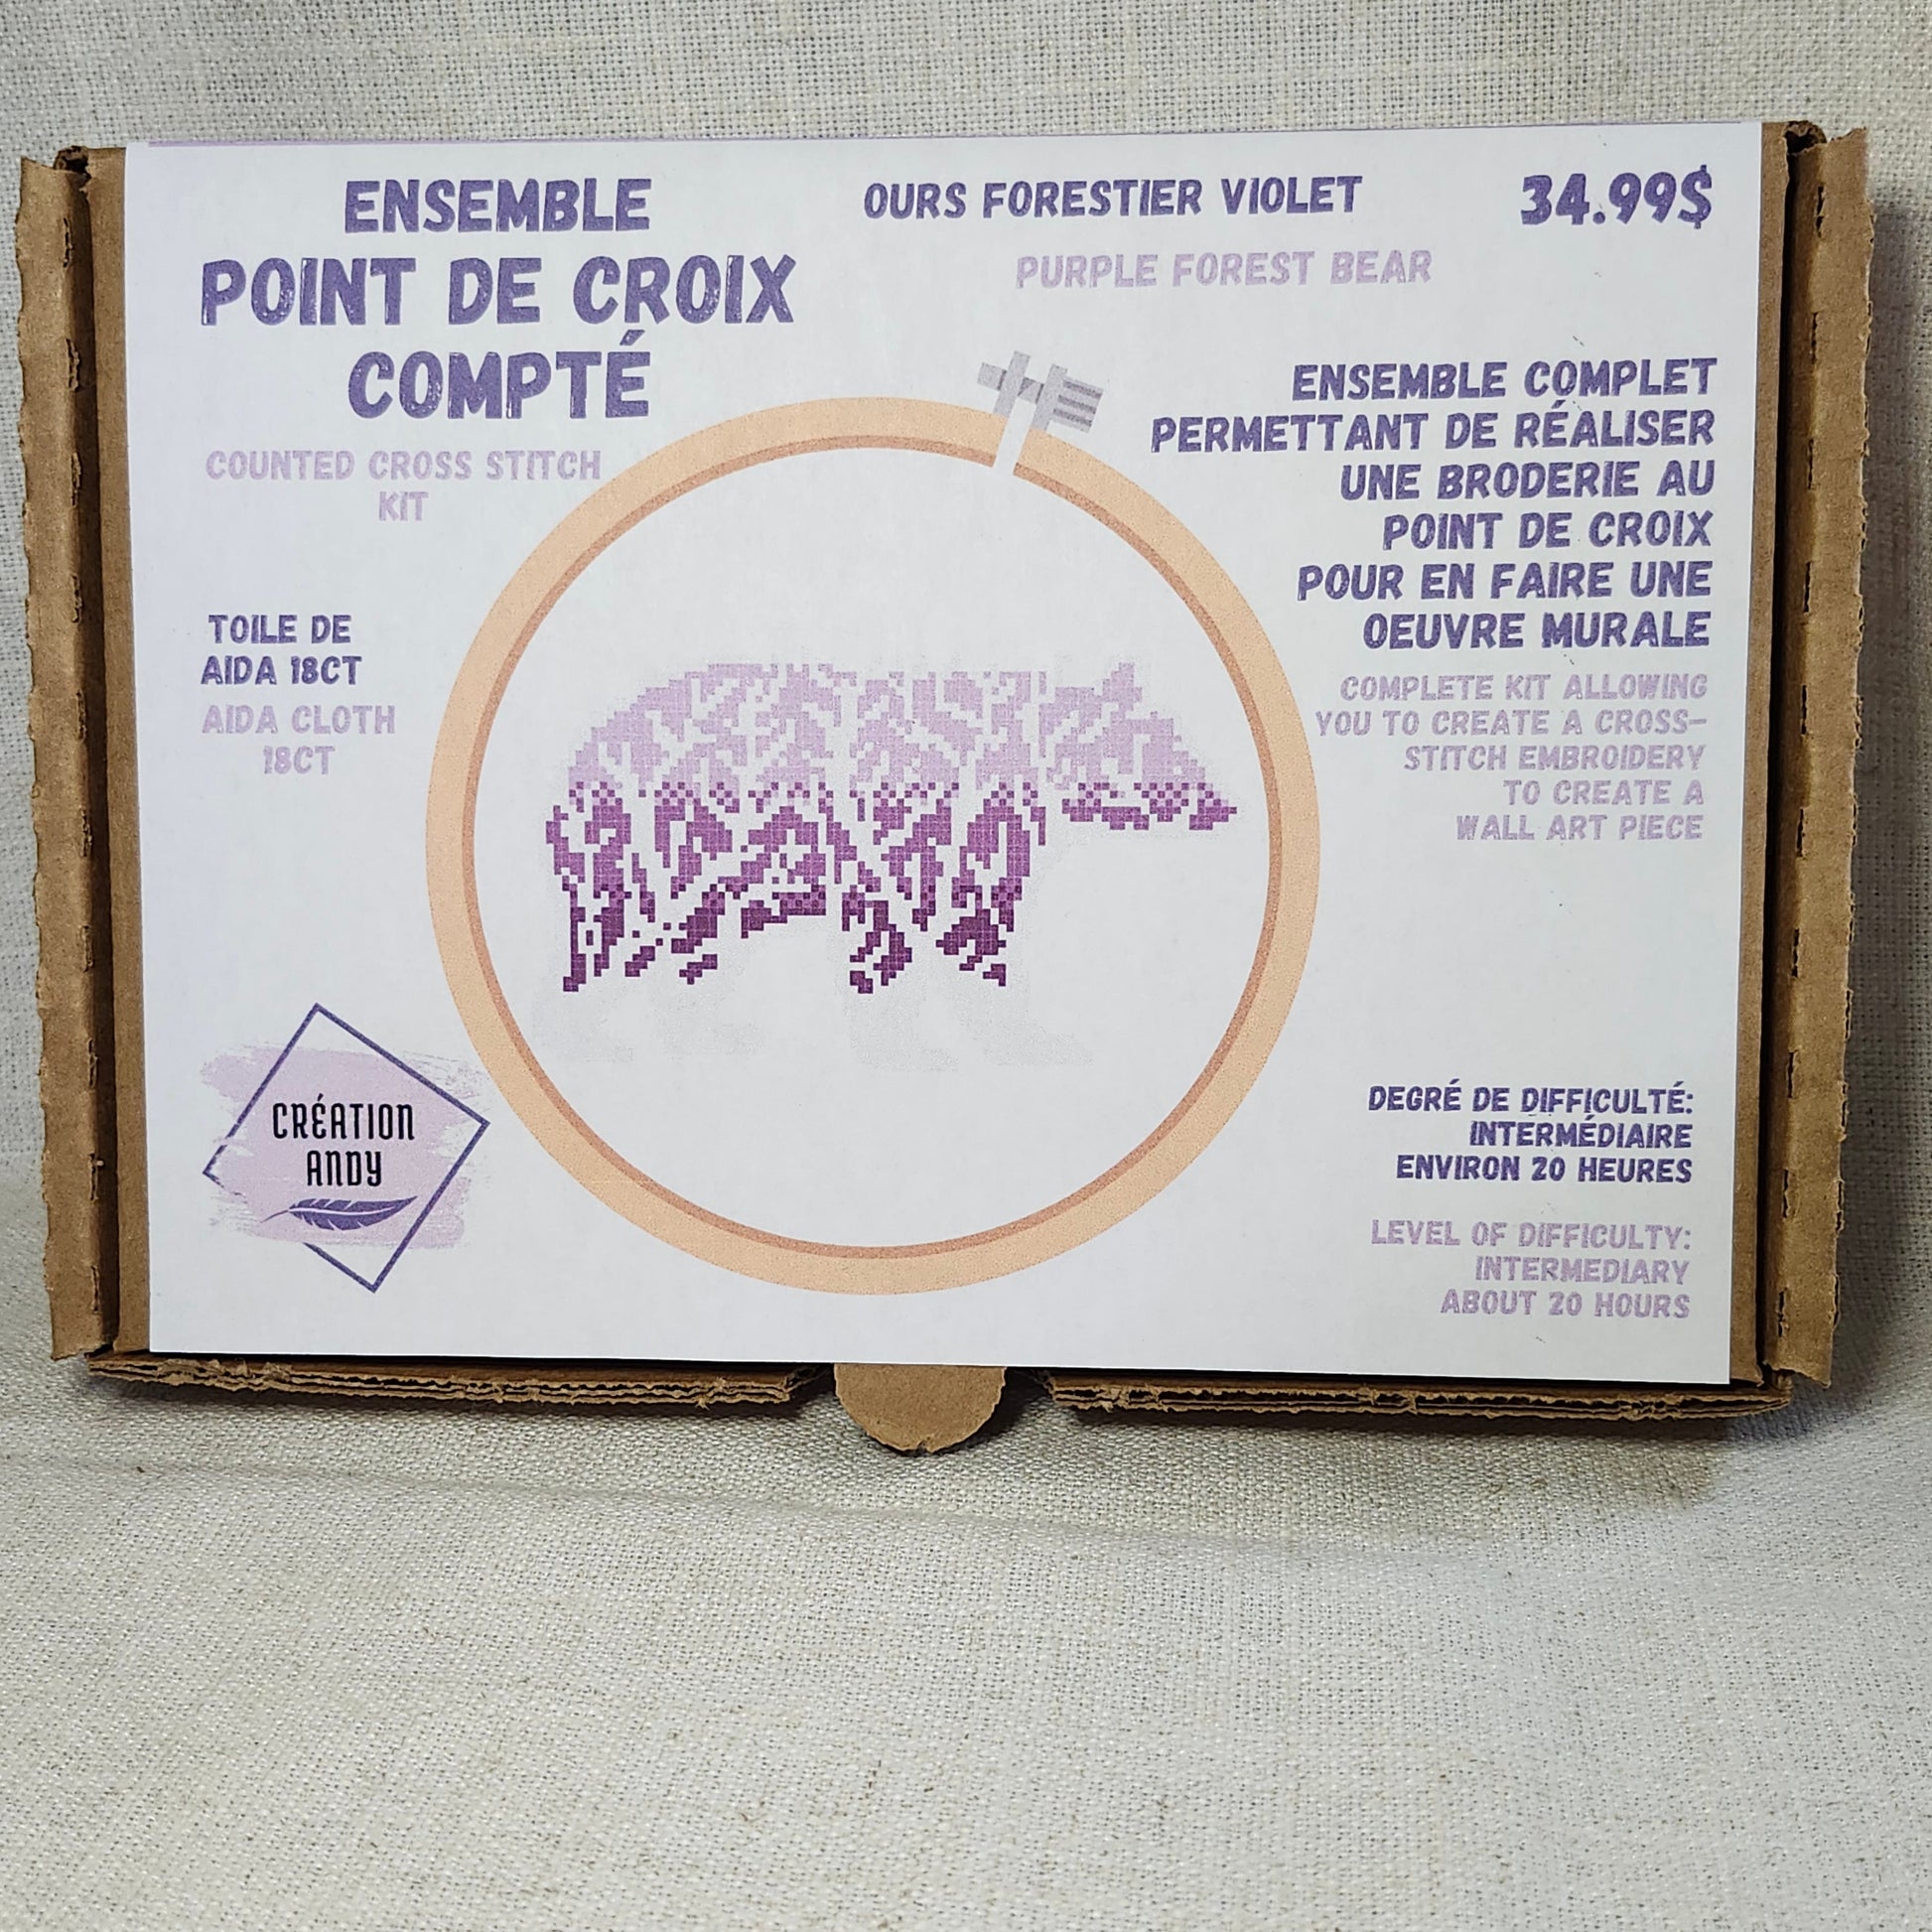 ENSEMBLE
POINT DE CROIX
COMPTÉ
COUNTED CROSS STITCH
KIT
OURS FORESTIER VIOLET
PURPLE FOREST BEAR
34.99$
ENSEMBLE COMPLET
PERMETTANT DE RÉALISER
UNE BRODERIE AU
POINT DE CROIX
POUR EN FAIRE UNE
OEUVRE MURALE
COMPLETE KIT ALLOWING
YOU TO CREATE A CROSS-
STITCH EMBROIDERY
TO CREATE A
WALL ART PIECE
TOILE DE
AIDA 18CT
AIDA CLOTH
18CT
CRÉATION
ANDY
DEGRÉ DE DIFFICULTÉ:
INTERMÉDIAIRE
ENVIRON 20 HEURES
LEVEL OF DIFFICULTY:
INTERMEDIARY
ABOUT 20 HOURS